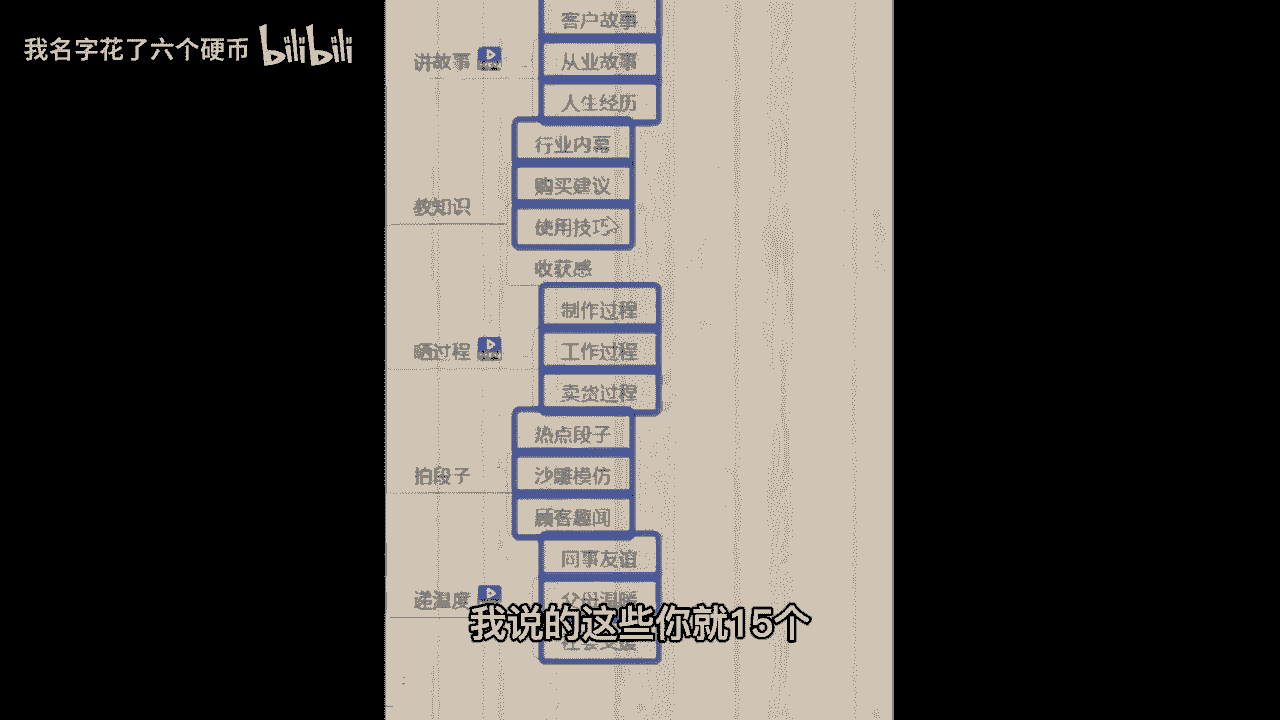 我名字花了六个硬币 bilibili
客户故事
讲故事
从业故事
人生经历
行业内幕
购买建议
教知识
使用技巧
收获感
制作过程
晒过程
工作过程
卖货过程
热点段子
拍段子
沙雕模仿
顾客趣闻
同事友谊
递温度
父母温暖
我说的这些你就15个